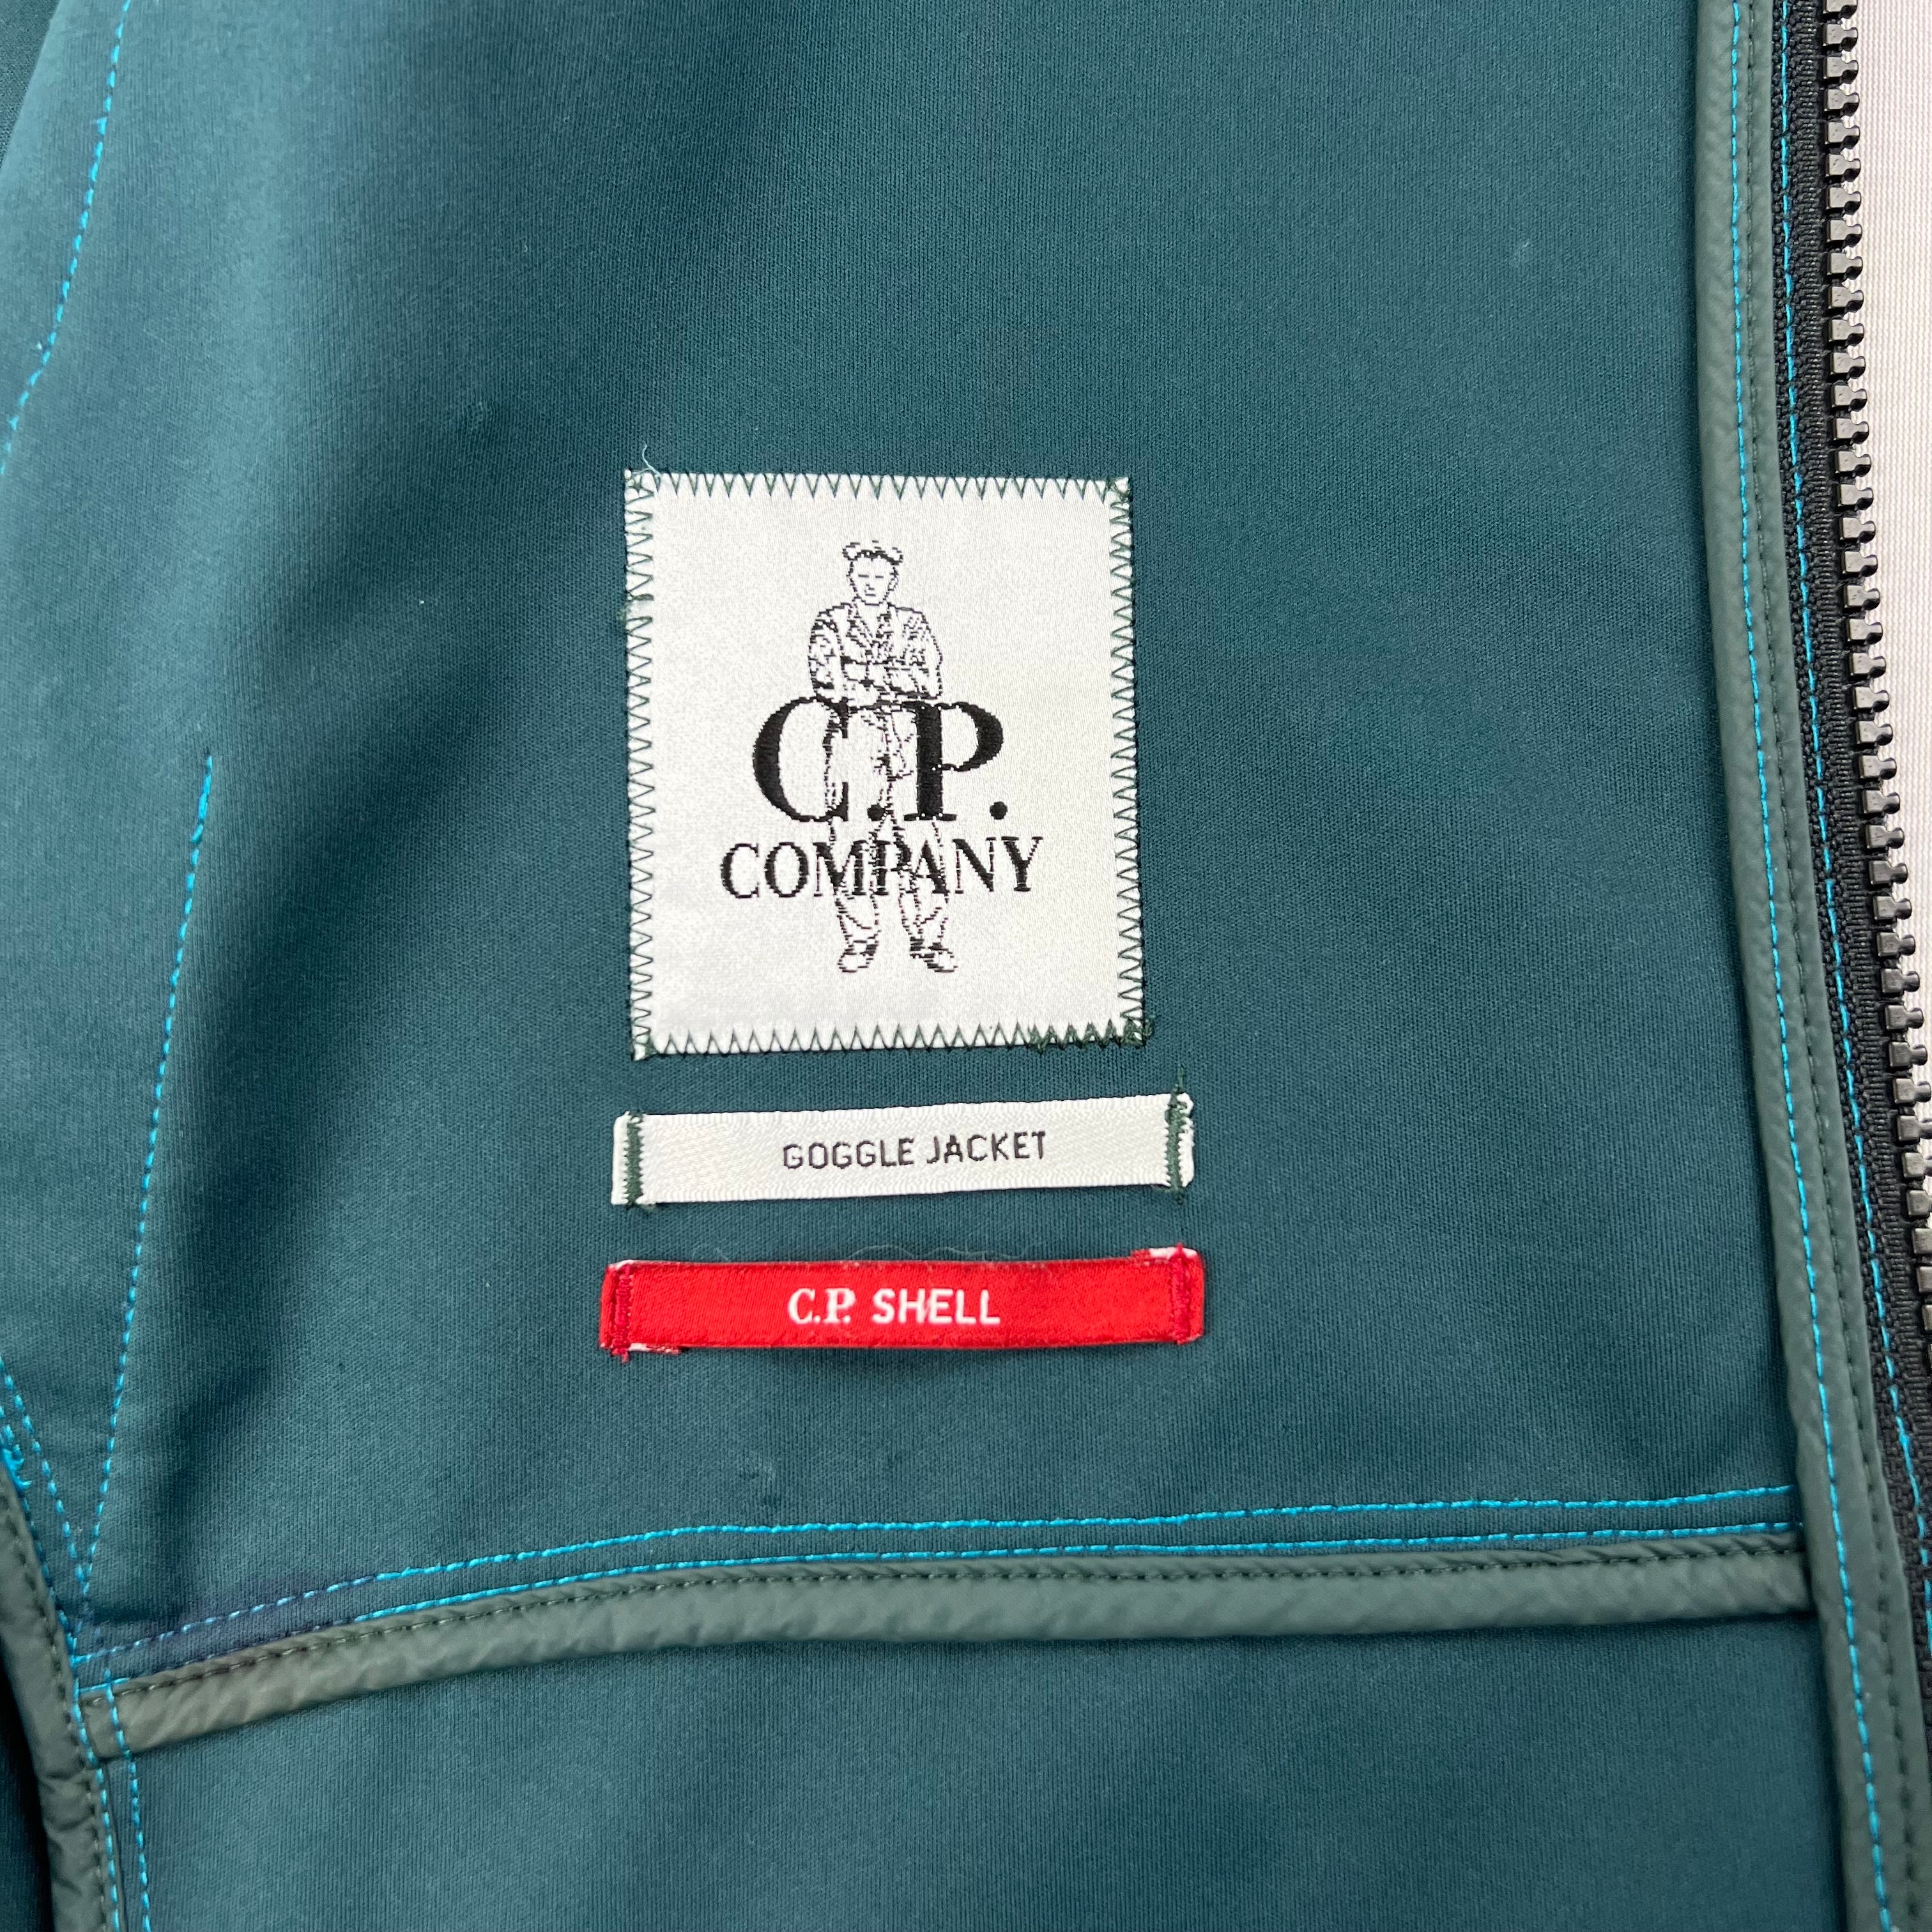 C.P.
COMPANY
GOGGLE JACKET
C.P. SHELL